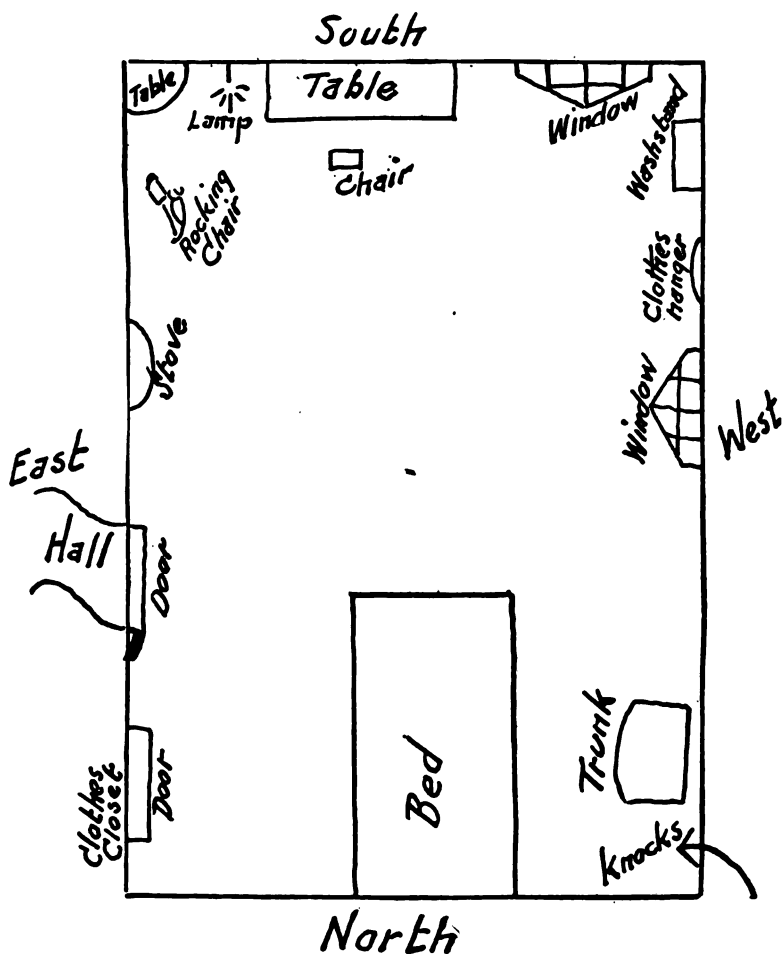 South
Table
Lamp
Table
Window
Washstand
Chair
Rocking
Chair
Clothes
hanger
Stove
Window
West
East
Hall
Door
Trunk
Bed
Clothes
Closet
Door
Knocks
North